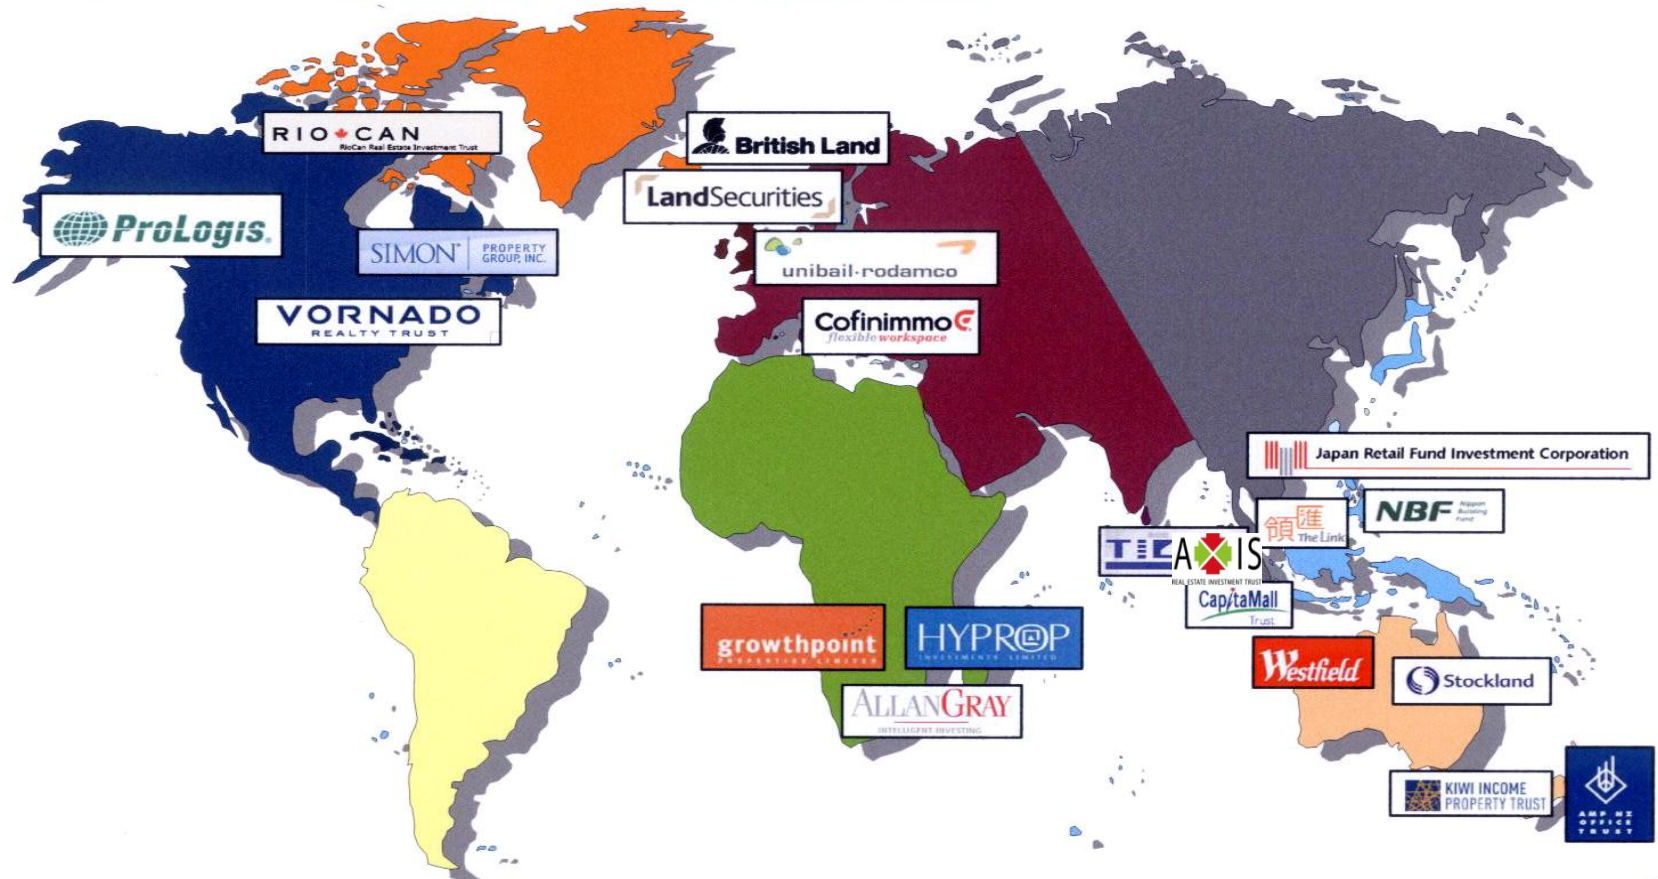 RIO CAN
RioCan Real Estate Investment Trust
ProLogis.
SIMON
PROPERTY
GROUP, INC.
VORNADO
REALTY TRUST
British Land
LandSecurities
unibail·rodamco
Cofinimmo
flexible workspace
growthpoint
PROPERTIES LIMITED
HYPROP
INVESTMENTS LIMITED
ALLANGRAY
INTELLIGENT INVESTING
Japan Retail Fund Investment Corporation
領匯
The Link
NBF
Nippon
Building
Fund
AXIS
REAL ESTATE INVESTMENT TRUST
CapitaMall
Trust
Westfield
Stockland
KIWI INCOME
PROPERTY TRUST
AMP NZ
OFFICE
TRUST